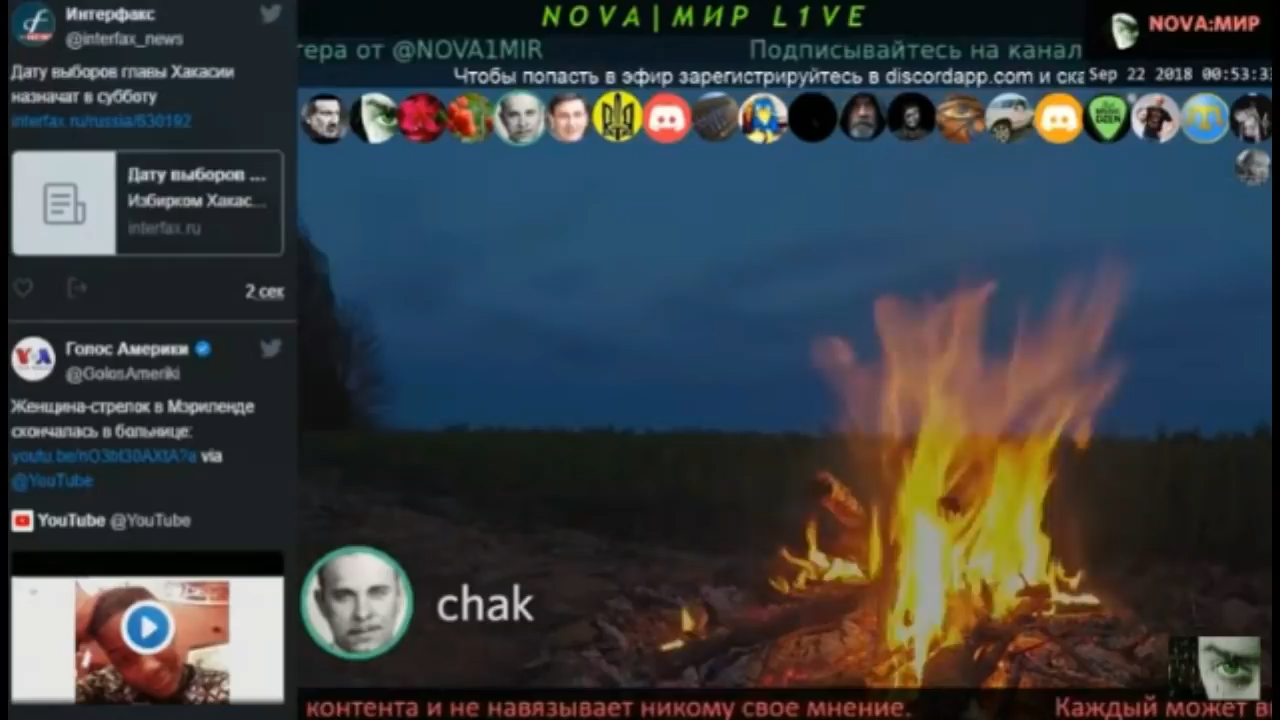 Интерфакс
@interfax_news
Дату выборов главы Хакасии
назначат в субботу
interfax.ru/russia/630192
Дату выборов ...
Избирком Хакас...
interfax.ru
2 сек
Голос Америки
@GolosAmeriki
Женщина-стрелок в Мэриленде
скончалась в больнице:
via
@YouTube
YouTube @YouTube
NOVA|МИР L1VE
NOVA:МИР
тера от @NOVA1MIR Подписывайтесь на канал
Чтобы попасть в эфир зарегистрируйтесь в discordapp.com и ска
Sep 22 2018 00:53:3
chak
контента и не навязывает никому свое мнение. Каждый может